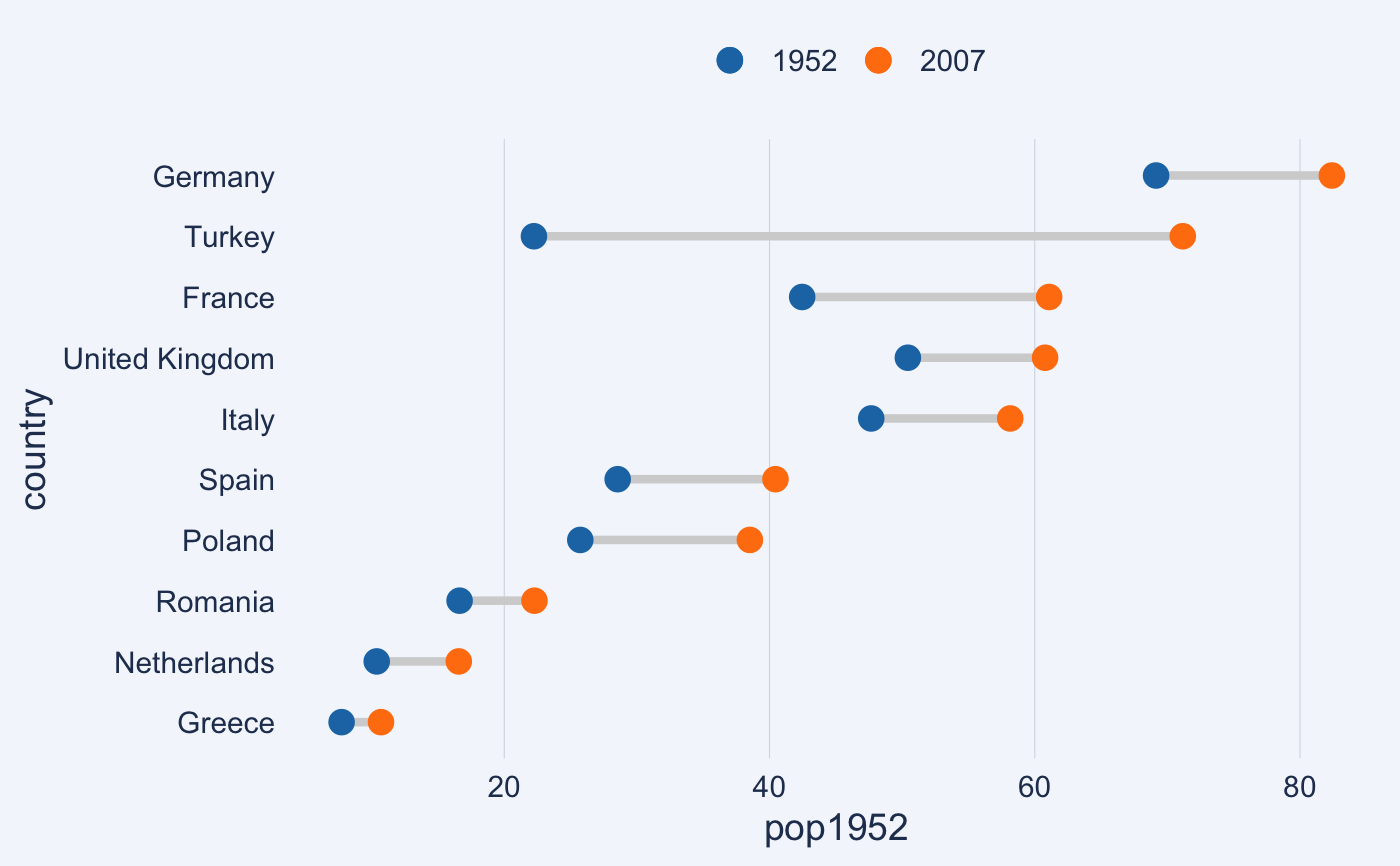 1952 2007
Germany
Turkey
France
United Kingdom
Italy
Spain
Poland
Romania
Netherlands
Greece
country
20 40 60 80
pop1952